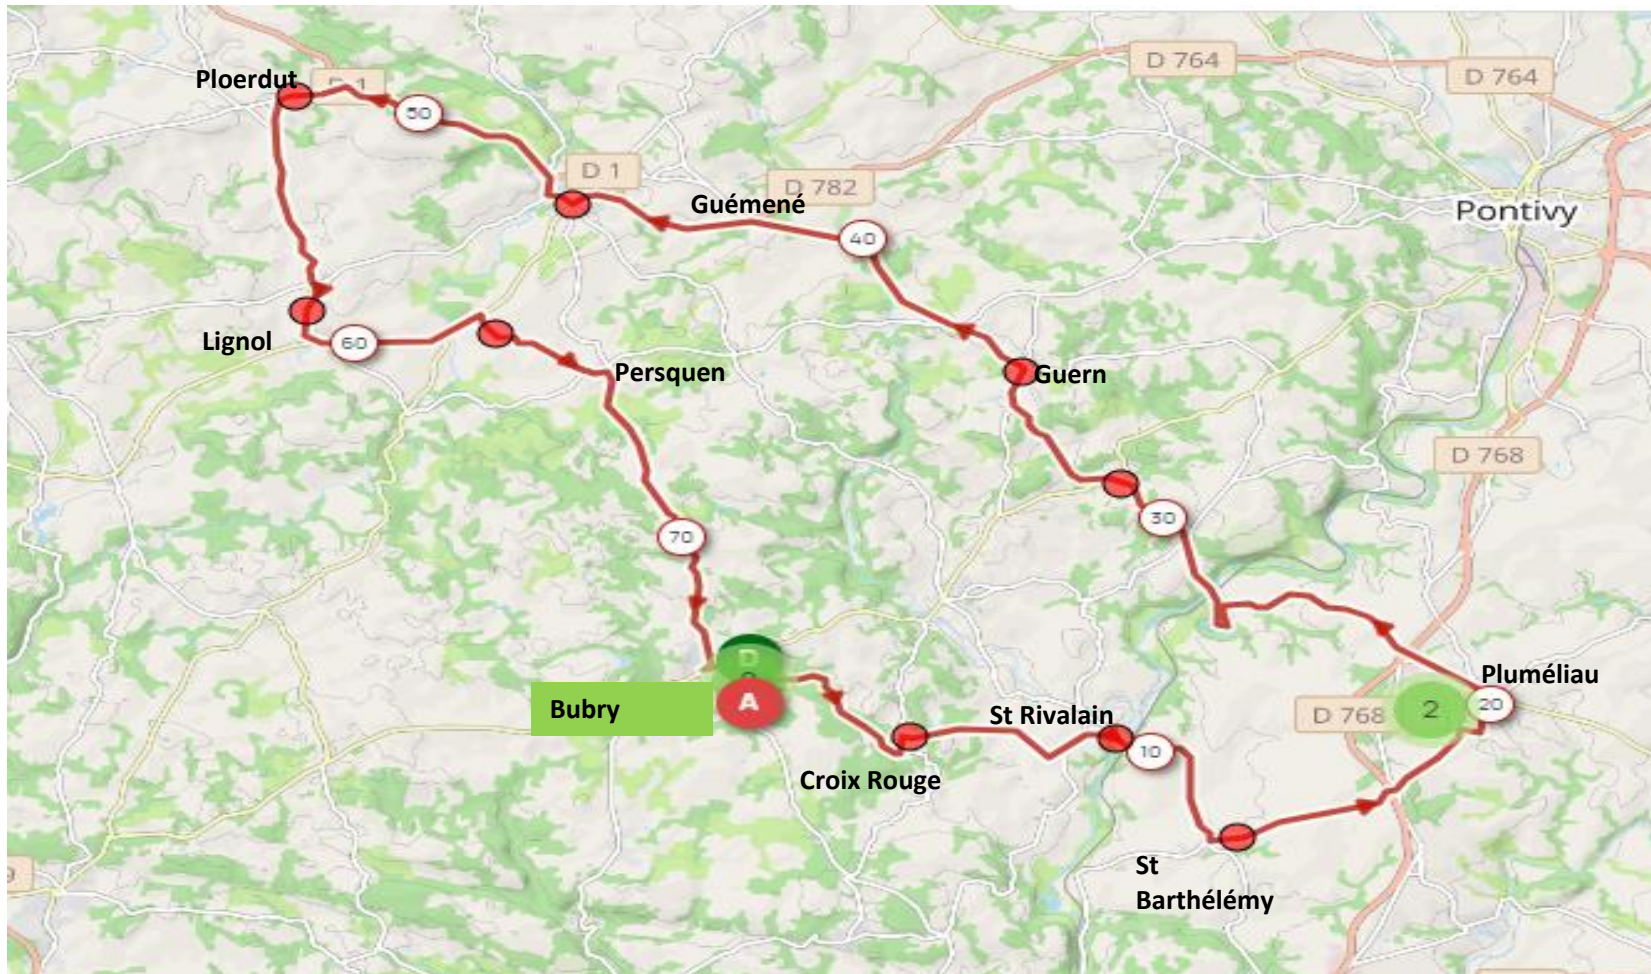 D 764
D 764
Ploerdut
D 1
50
D 1
D 782
Guémené
Pontivy
40
Lignol
60
Persquen
Guern
D 768
30
70
D
A
Bubry
St Rivalain
Pluméliau
D 768
2
20
10
Croix Rouge
St
Barthélémy